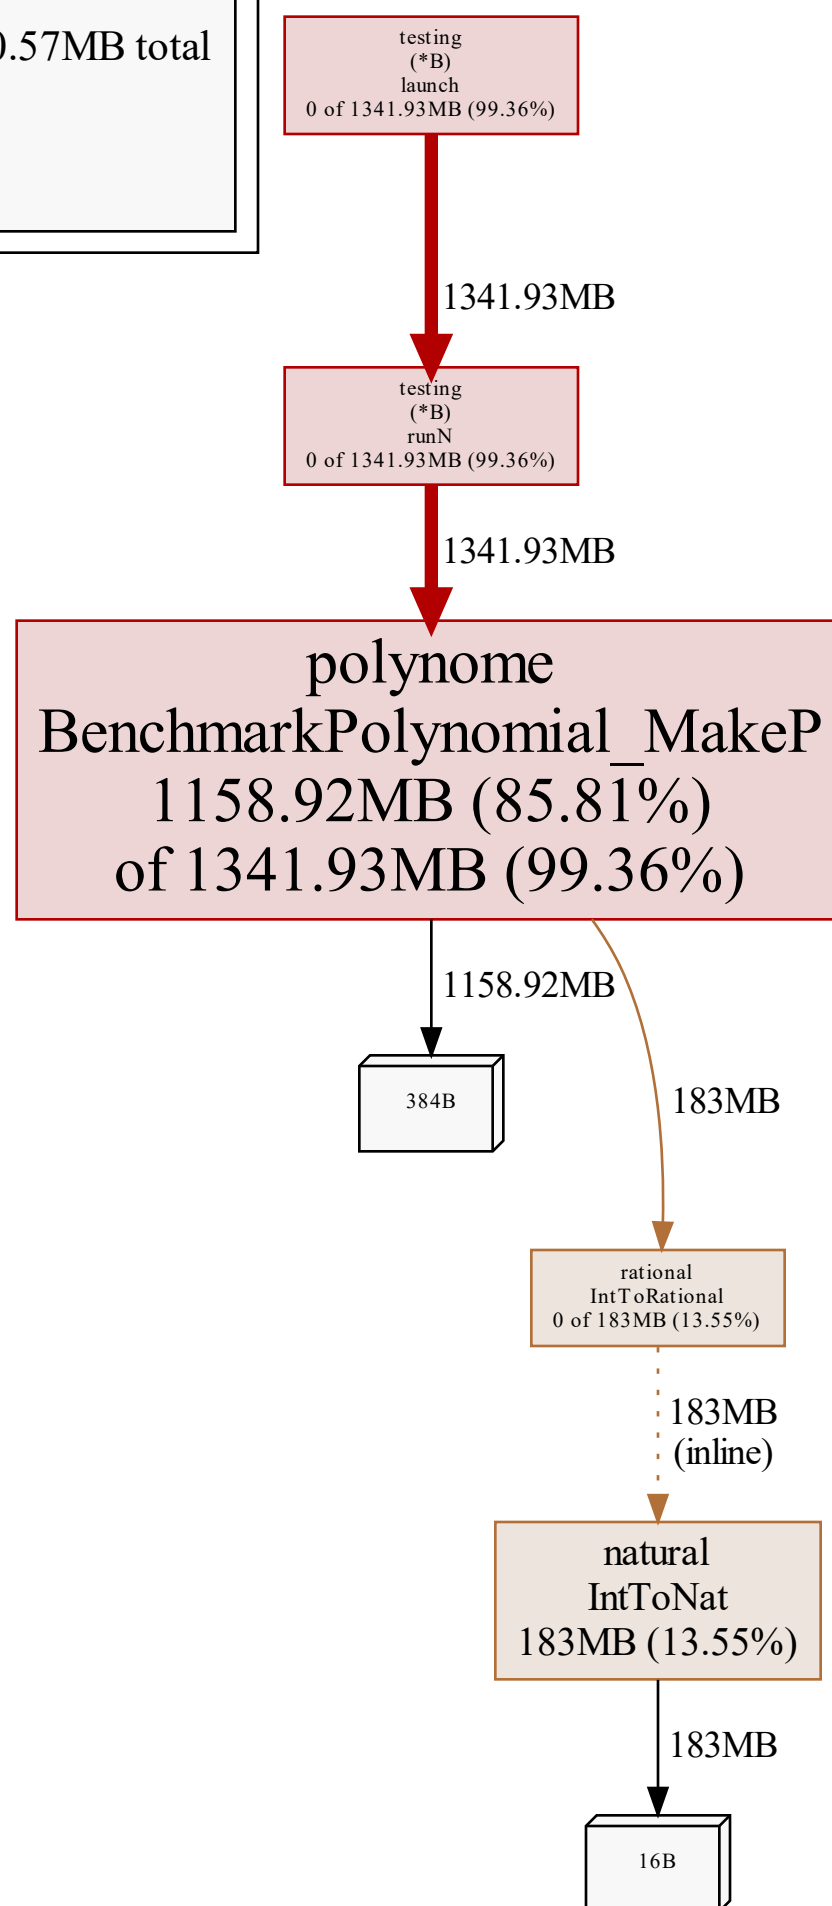 0.57MB total
testing
(*B)
launch
0 of 1341.93MB (99.36%)
1341.93MB
testing
(*B)
runN
0 of 1341.93MB (99.36%)
1341.93MB
polynome
BenchmarkPolynomial_MakeP
1158.92MB (85.81%)
of 1341.93MB (99.36%)
1158.92MB
384B
183MB
rational
IntToRational
0 of 183MB (13.55%)
183MB
(inline)
natural
IntToNat
183MB (13.55%)
183MB
16B